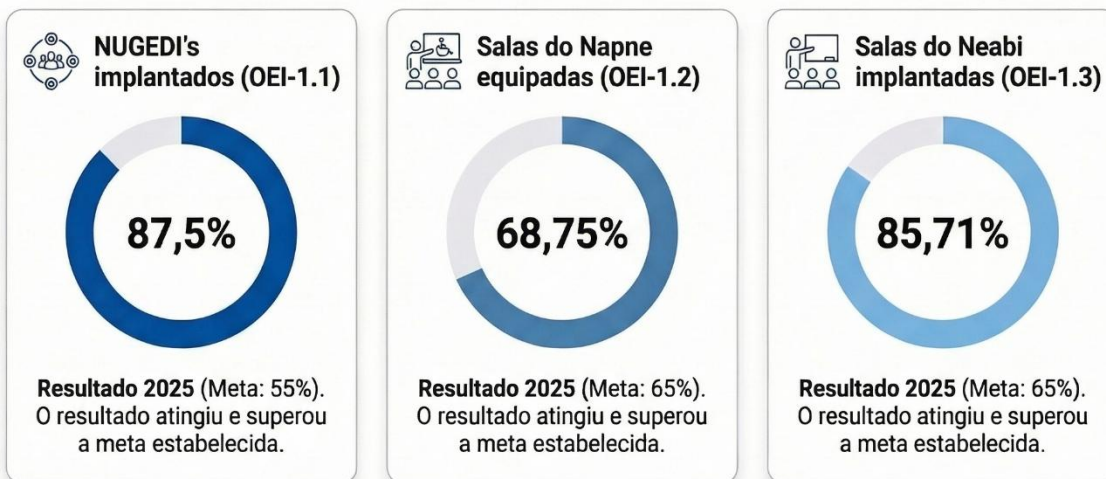 NUGEDI's
implantados (OEI-1.1)
87,5%
Resultado 2025 (Meta: 55%).
O resultado atingiu e superou
a meta estabelecida.
Salas do Napne
equipadas (OEI-1.2)
68,75%
Resultado 2025 (Meta: 65%).
O resultado atingiu e superou
a meta estabelecida.
Salas do Neabi
implantadas (OEI-1.3)
85,71%
Resultado 2025 (Meta: 65%).
O resultado atingiu e superou
a meta estabelecida.